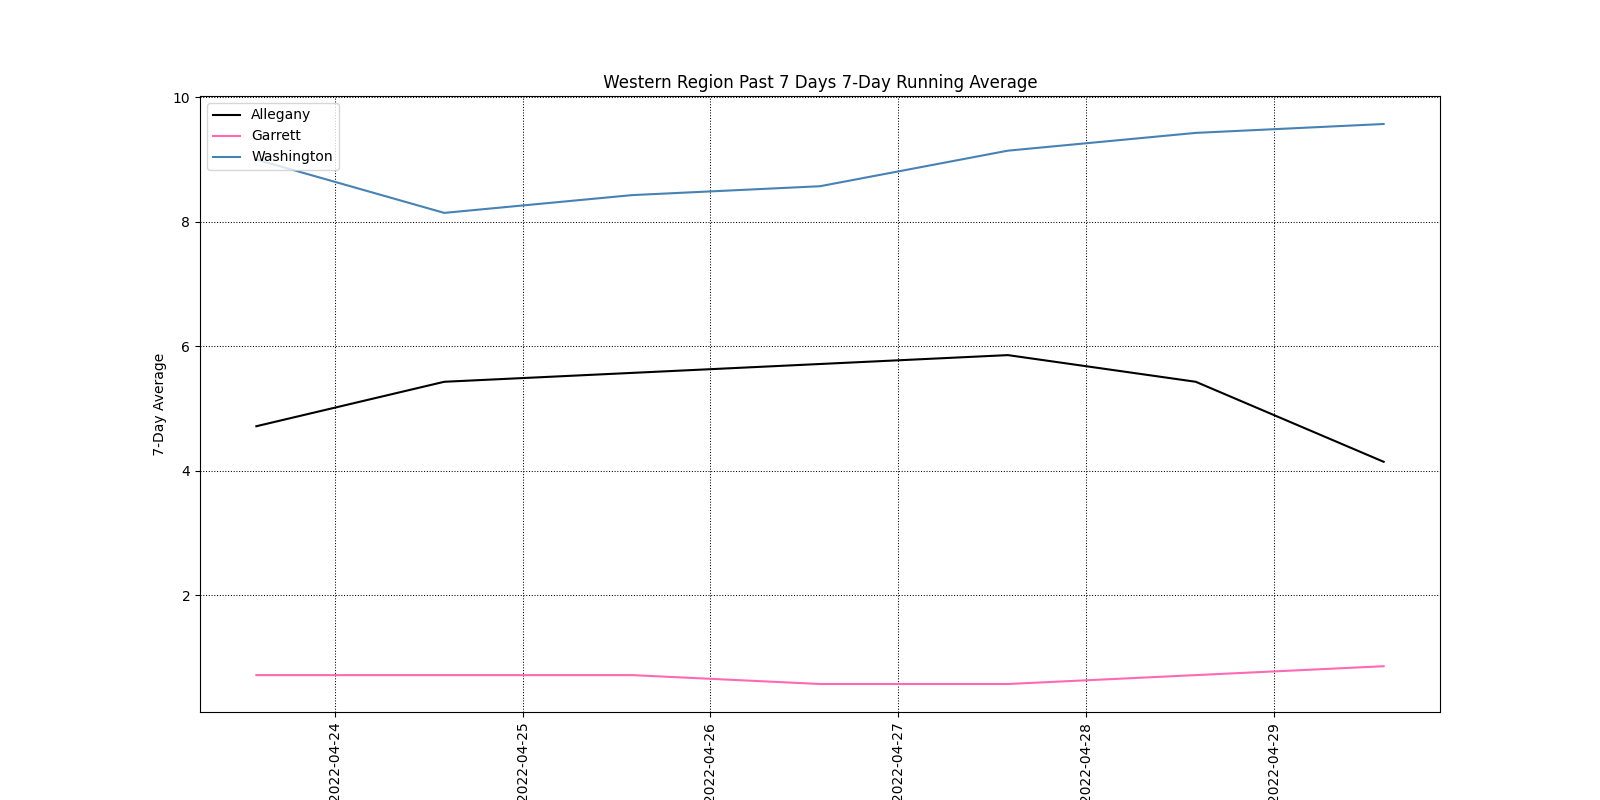 Western Region Past 7 Days 7-Day Running Average
Allegany
Garrett
Washington
10
8
6
4
2
7-Day Average
2022-04-24
2022-04-25
2022-04-26
2022-04-27
2022-04-28
2022-04-29